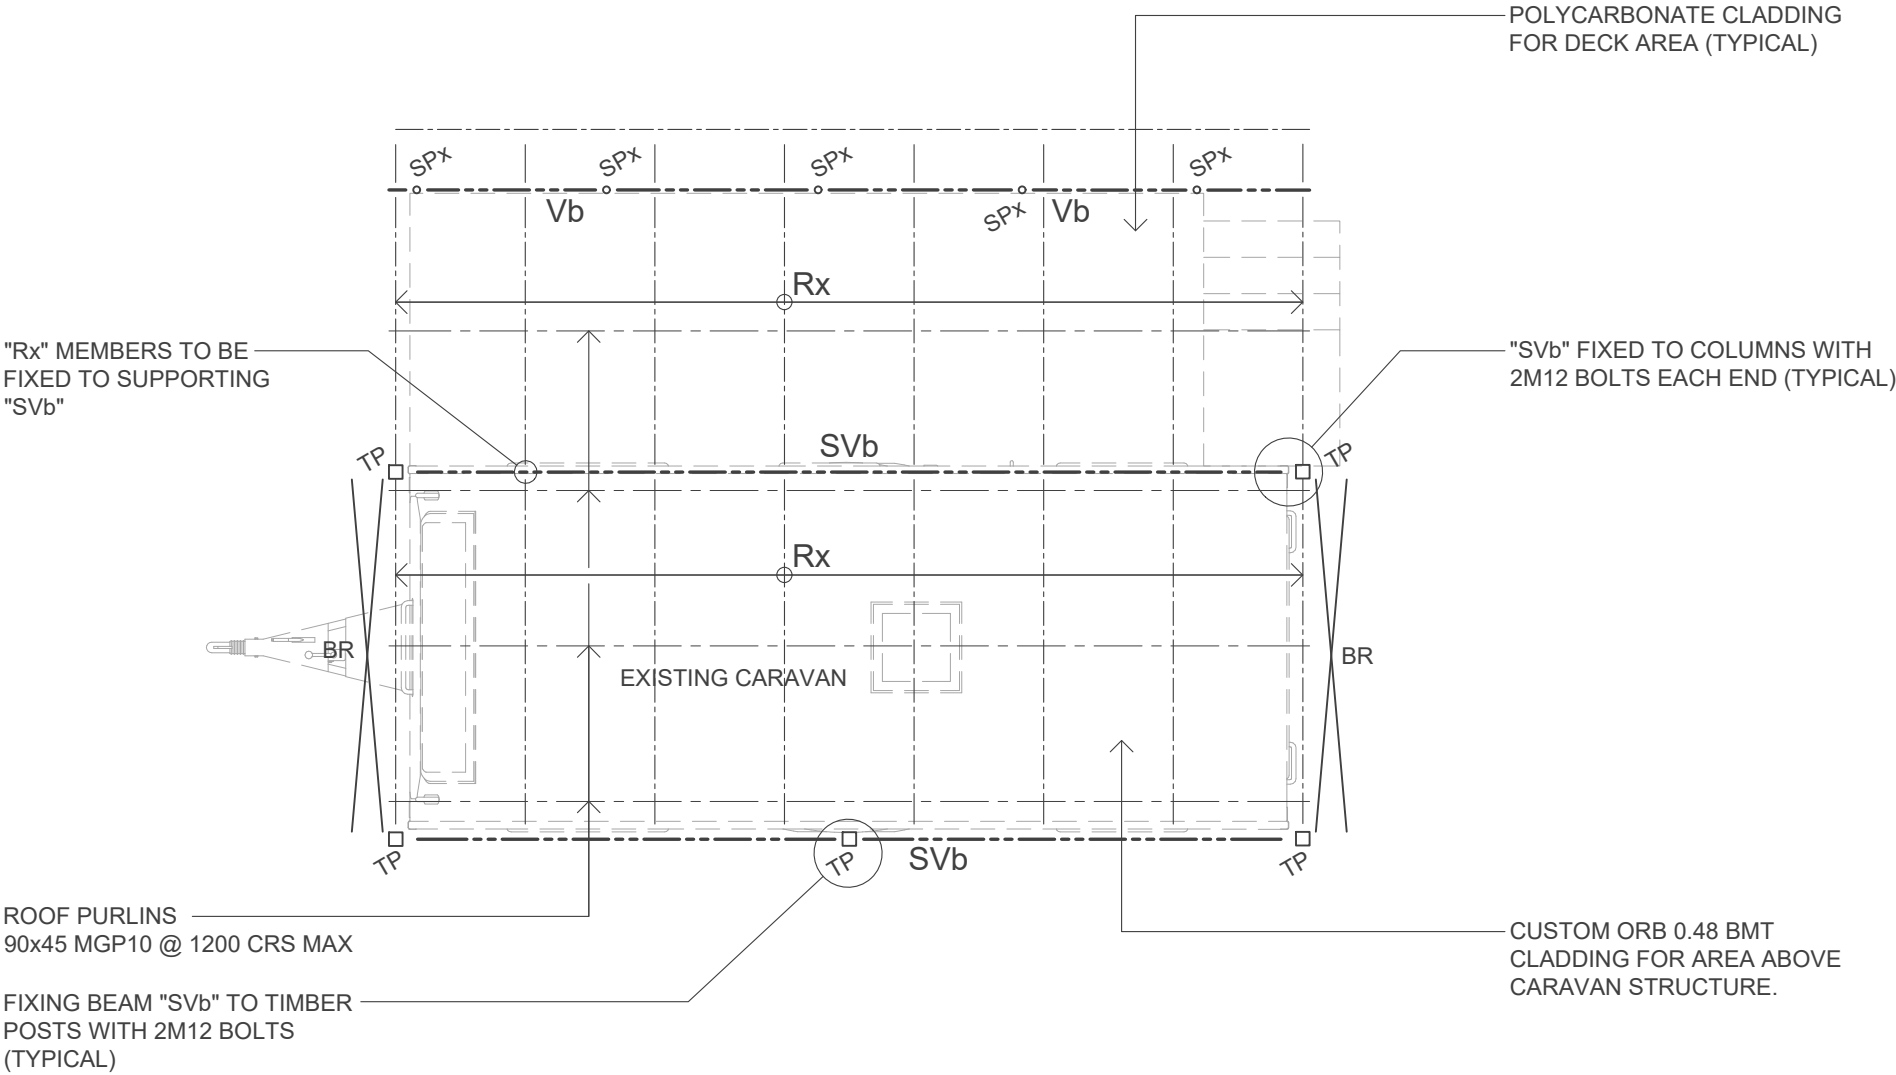 POLYCARBONATE CLADDING
FOR DECK AREA (TYPICAL)
SPx
SPx
SPx
SPx
Vb
SPx
Vb
Rx
"Rx" MEMBERS TO BE
FIXED TO SUPPORTING
"SVb"
"SVb" FIXED TO COLUMNS WITH
2M12 BOLTS EACH END (TYPICAL)
TP
SVb
TP
Rx
BR
EXISTING CARAVAN
BR
TP
TP
SVb
TP
ROOF PURLINS
90x45 MGP10 @ 1200 CRS MAX
CUSTOM ORB 0.48 BMT
CLADDING FOR AREA ABOVE
CARAVAN STRUCTURE.
FIXING BEAM "SVb" TO TIMBER
POSTS WITH 2M12 BOLTS
(TYPICAL)